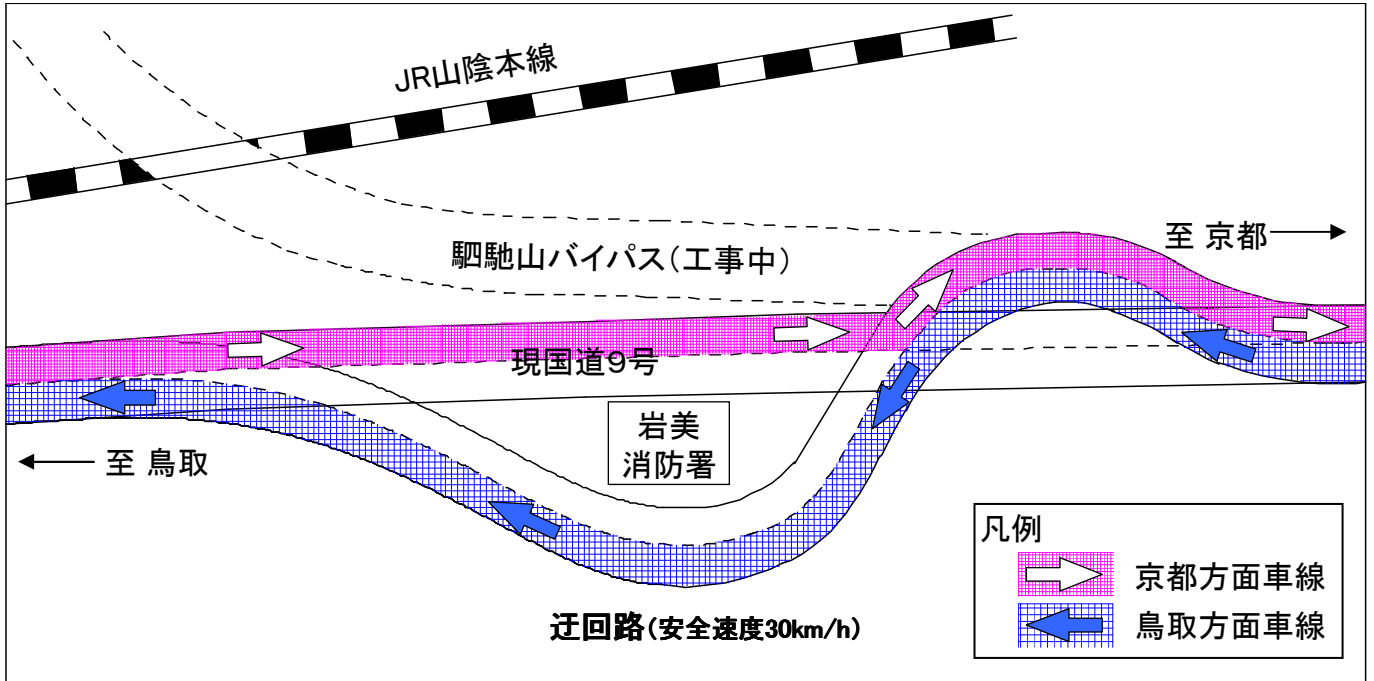 JR山陰本線
至 京都
駟馳山バイパス(工事中)
現国道9号
岩美
消防署
至 鳥取
凡例
京都方面車線
鳥取方面車線
迂回路(安全速度30km/h)